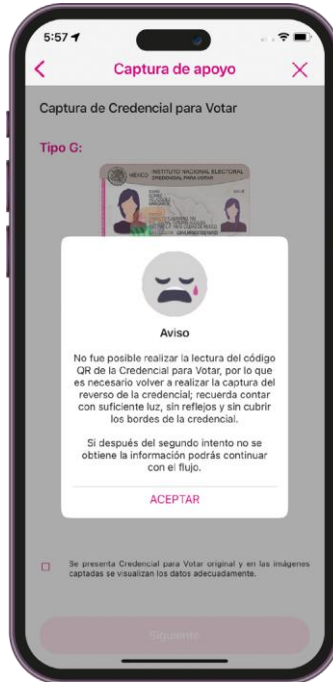 5:57
Captura de apoyo
Captura de Credencial para Votar
Tipo G:
MÉXICO INSTITUTO NACIONAL ELECTORAL
CREDENCIAL PARA VOTAR
Aviso
No fue posible realizar la lectura del código
QR de la Credencial para Votar, por lo que
es necesario volver a realizar la captura del
reverso de la credencial; recuerda contar
con suficiente luz, sin reflejos y sin cubrir
los bordes de la credencial.
Si después del segundo intento no se
obtiene la información podrás continuar
con el flujo.
ACEPTAR
Se presenta Credencial para Votar original y en las imágenes
captadas se visualizan los datos adecuadamente.
Siguiente